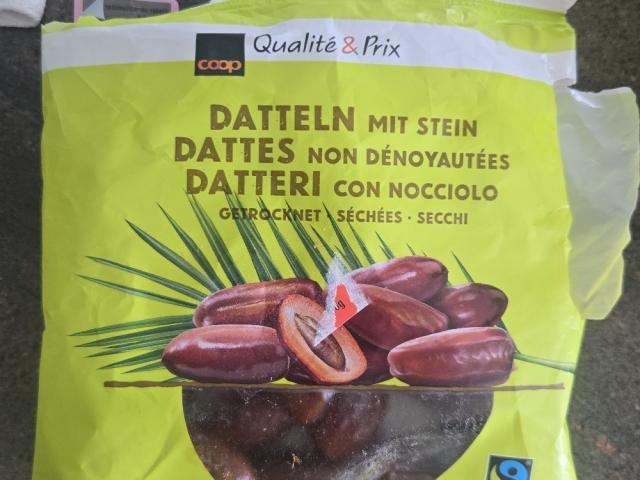 coop Qualité & Prix
DATTELN MIT STEIN
DATTES NON DÉNOYAUTÉES
DATTERI CON NOCCIOLO
GETROCKNET · SÉCHÉES · SECCHI